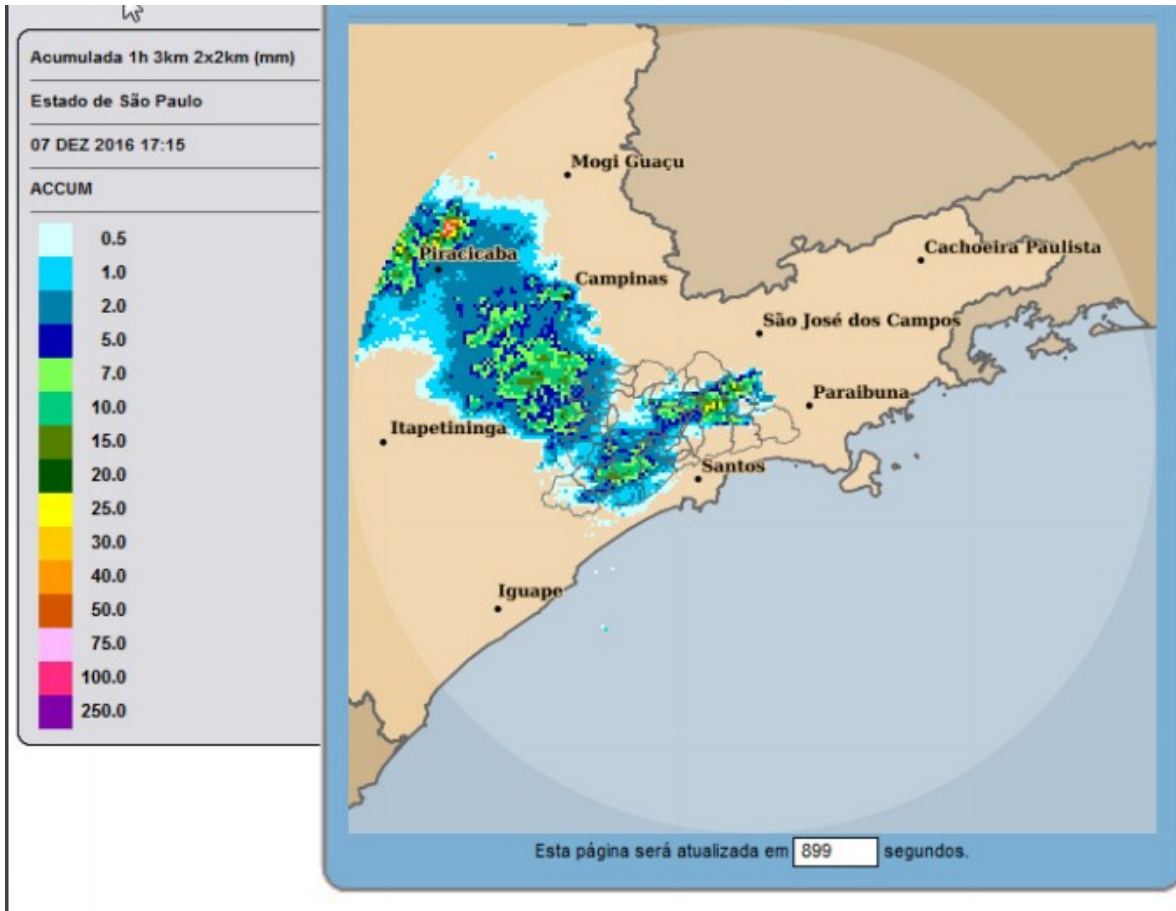 Acumulada 1h 3km 2x2km (mm)
Estado de São Paulo
07 DEZ 2016 17:15
ACCUM
0.5
1.0
2.0
5.0
7.0
10.0
15.0
20.0
25.0
30.0
40.0
50.0
75.0
100.0
250.0
Mogi Guaçu
Cachoeira Paulista
Piracicaba
Campinas
São José dos Campos
Paraibuna
Itapetininga
Santos
Iguape
Esta página será atualizada em 899 segundos.